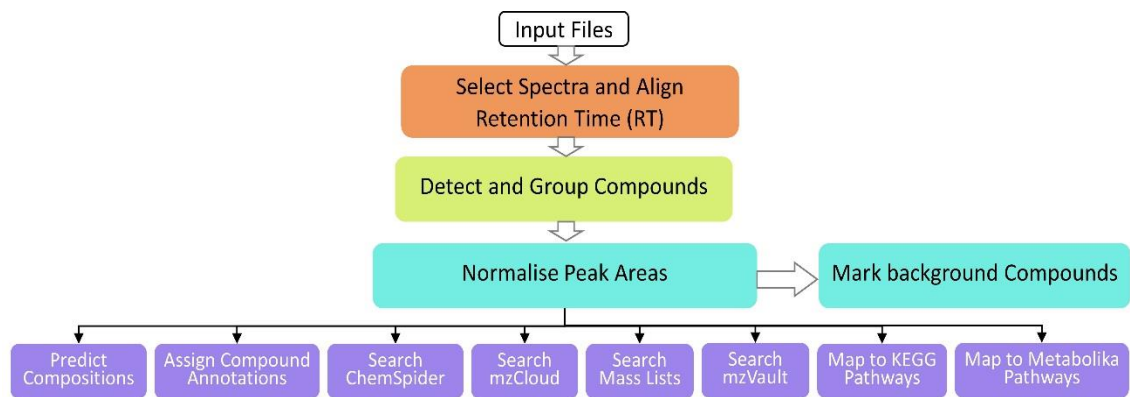 Input Files
Select Spectra and Align
Retention Time (RT)
Detect and Group Compounds
Normalise Peak Areas
Mark background Compounds
Predict
Compositions
Assign Compound
Annotations
Search
ChemSpider
Search
mzCloud
Search
Mass Lists
Search
mzVault
Map to KEGG
Pathways
Map to Metabolika
Pathways